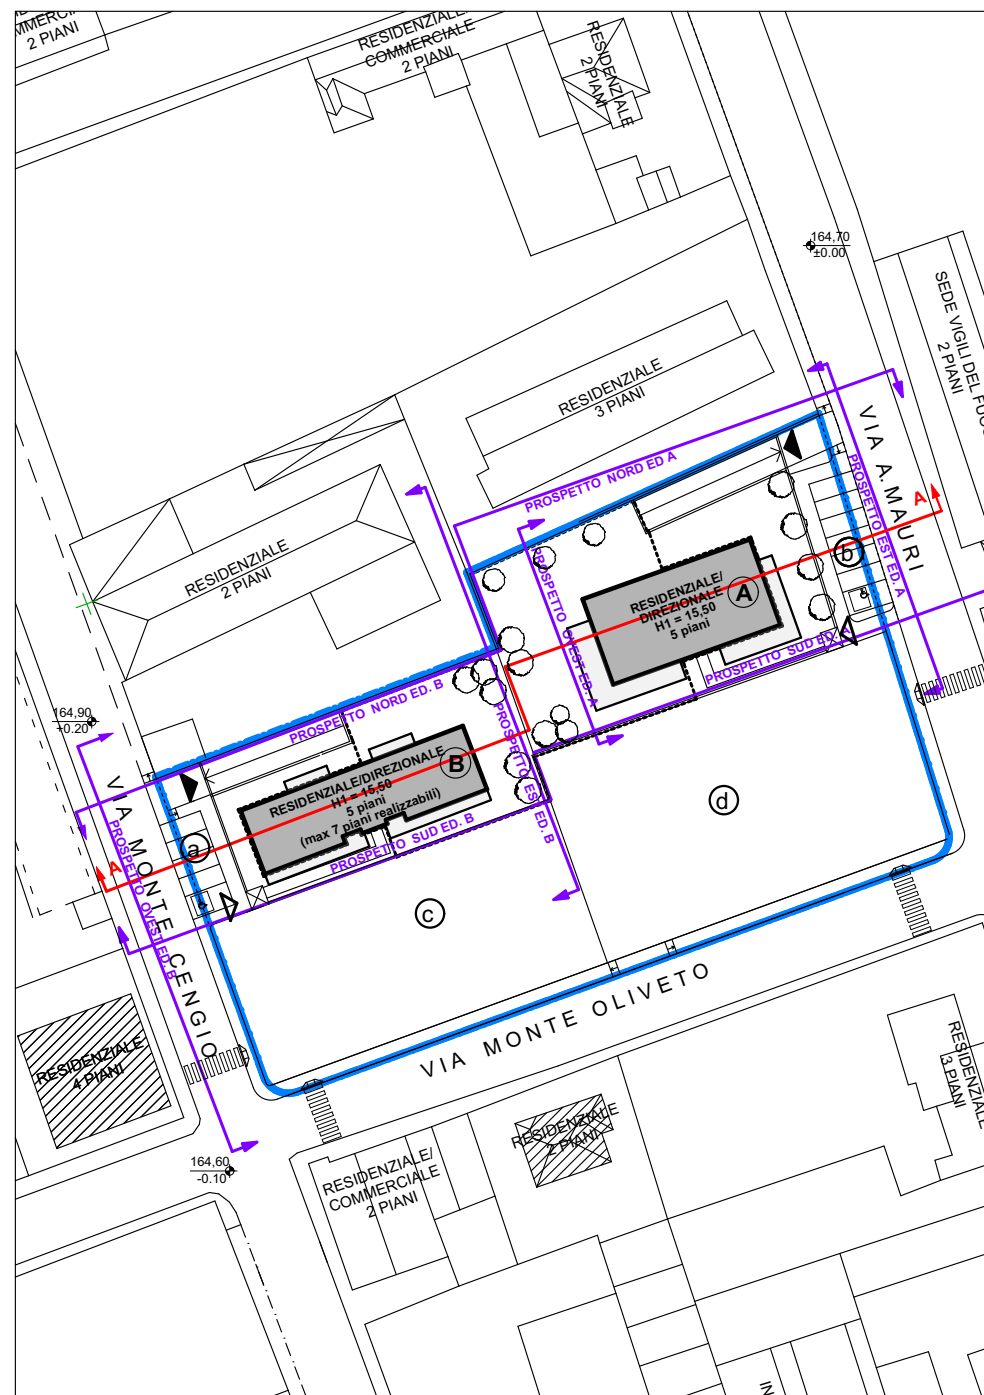 MMERCI
2 PIANI
RESIDENZIALE/
COMMERCIALE
2 PIANI
RESIDENZIALE
2 PIANI
164,70
±0.00
SEDE VIGILI DEL FUOC
2 PIANI
RESIDENZIALE
3 PIANI
VIA A. MAURI
PROSPETTO NORD ED A
PROSPETTO EST ED. A
A
b
RESIDENZIALE
2 PIANI
PROSPETTO OVEST ED. A
RESIDENZIALE/
DIREZIONALE
H1 = 15,50
5 piani
A
PROSPETTO SUD ED. A
PROSPETTO NORD ED. B
164,90
+0.20
PROSPETTO EST ED. B
B
RESIDENZIALE/DIREZIONALE
H1 = 15,50
5 piani
(max 7 piani realizzabili)
PROSPETTO SUD ED. B
d
VIA MONTE CENGIO
PROSPETTO OVEST ED. B
A
a
c
VIA MONTE OLIVETO
RESIDENZIALE
4 PIANI
RESIDENZIALE
3 PIANI
RESIDENZIALE
2 PIANI
164,60
-0.10
RESIDENZIALE/
COMMERCIALE
2 PIANI
IN